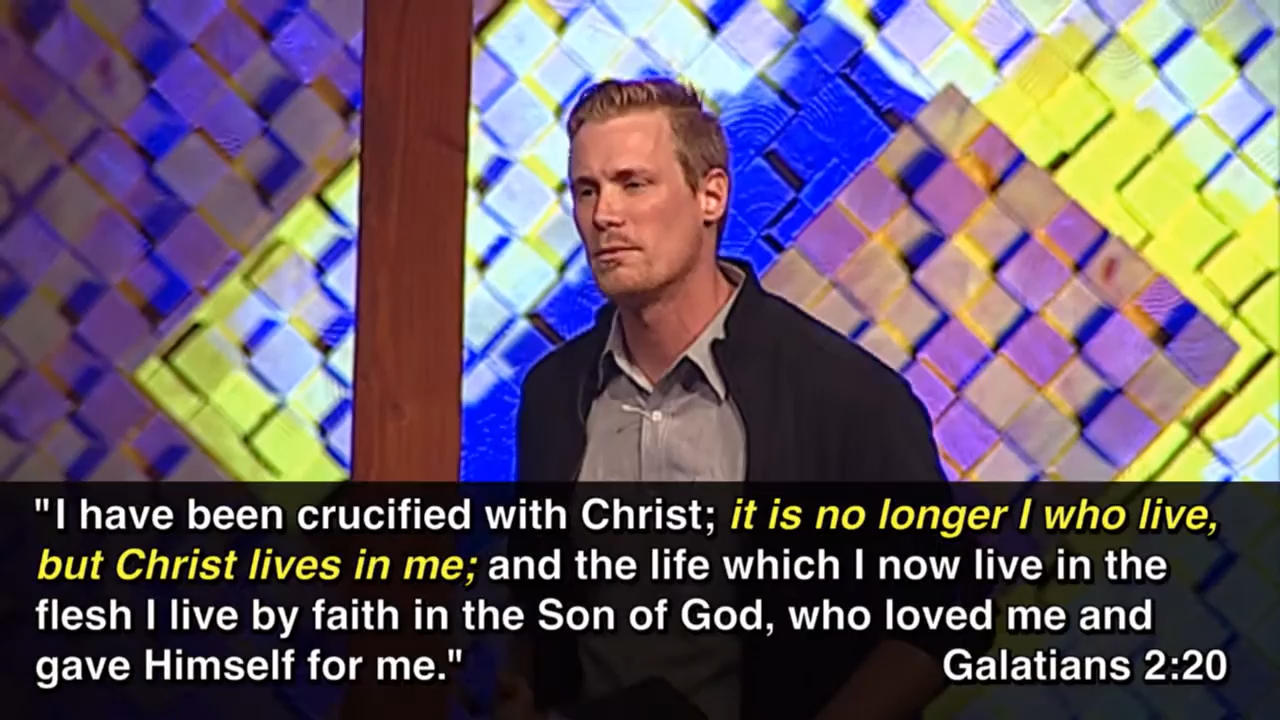 "I have been crucified with Christ; it is no longer I who live,
but Christ lives in me; and the life which I now live in the
flesh I live by faith in the Son of God, who loved me and
gave Himself for me." Galatians 2:20